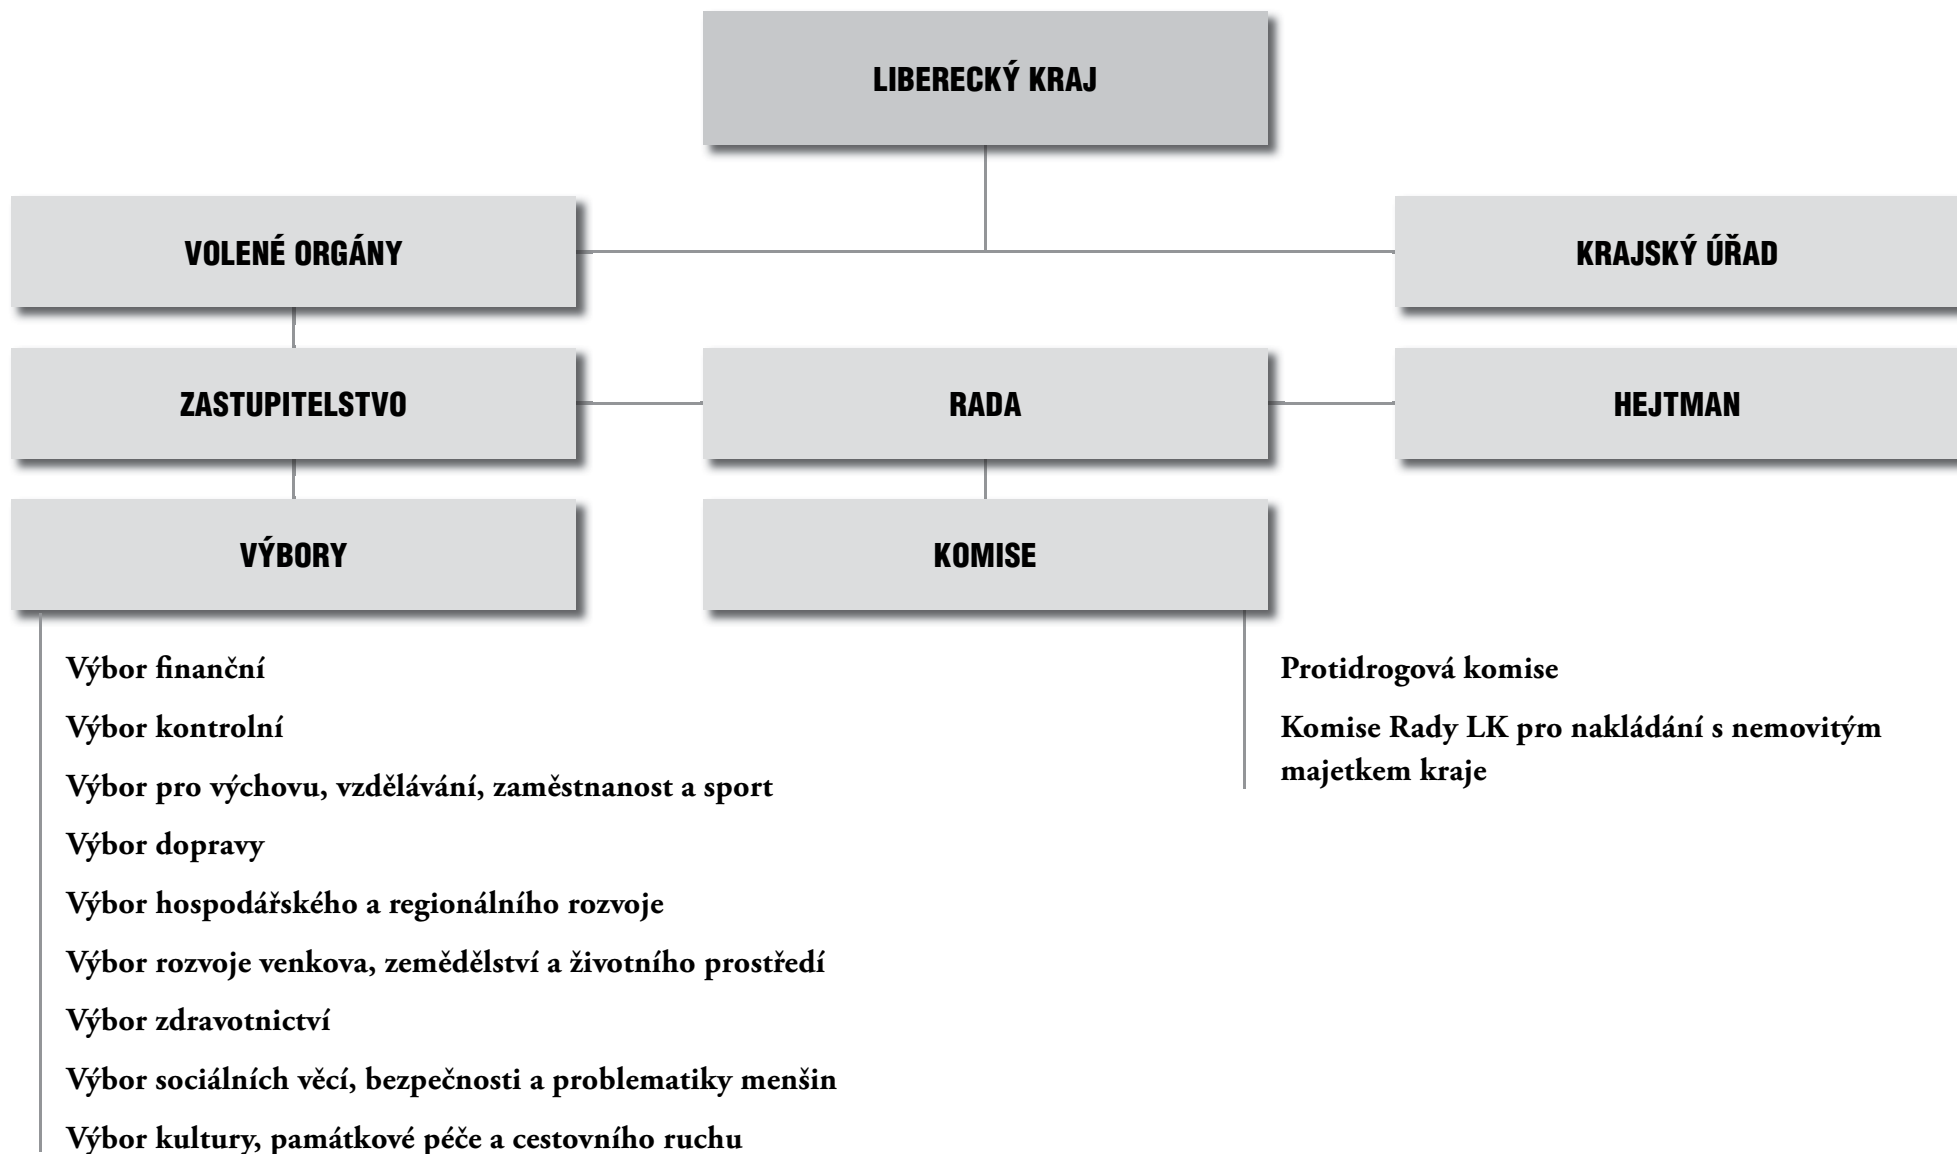 LIBERECKÝ KRAJ
VOLENÉ ORGÁNY
KRAJSKÝ ÚŘAD
ZASTUPITELSTVO
RADA
HEJTMAN
VÝBORY
KOMISE
Výbor finanční
Výbor kontrolní
Výbor pro výchovu, vzdělávání, zaměstnanost a sport
Výbor dopravy
Výbor hospodářského a regionálního rozvoje
Výbor rozvoje venkova, zemědělství a životního prostředí
Výbor zdravotnictví
Výbor sociálních věcí, bezpečnosti a problematiky menšin
Výbor kultury, památkové péče a cestovního ruchu
Protidrogová komise
Komise Rady LK pro nakládání s nemovitým
majetkem kraje